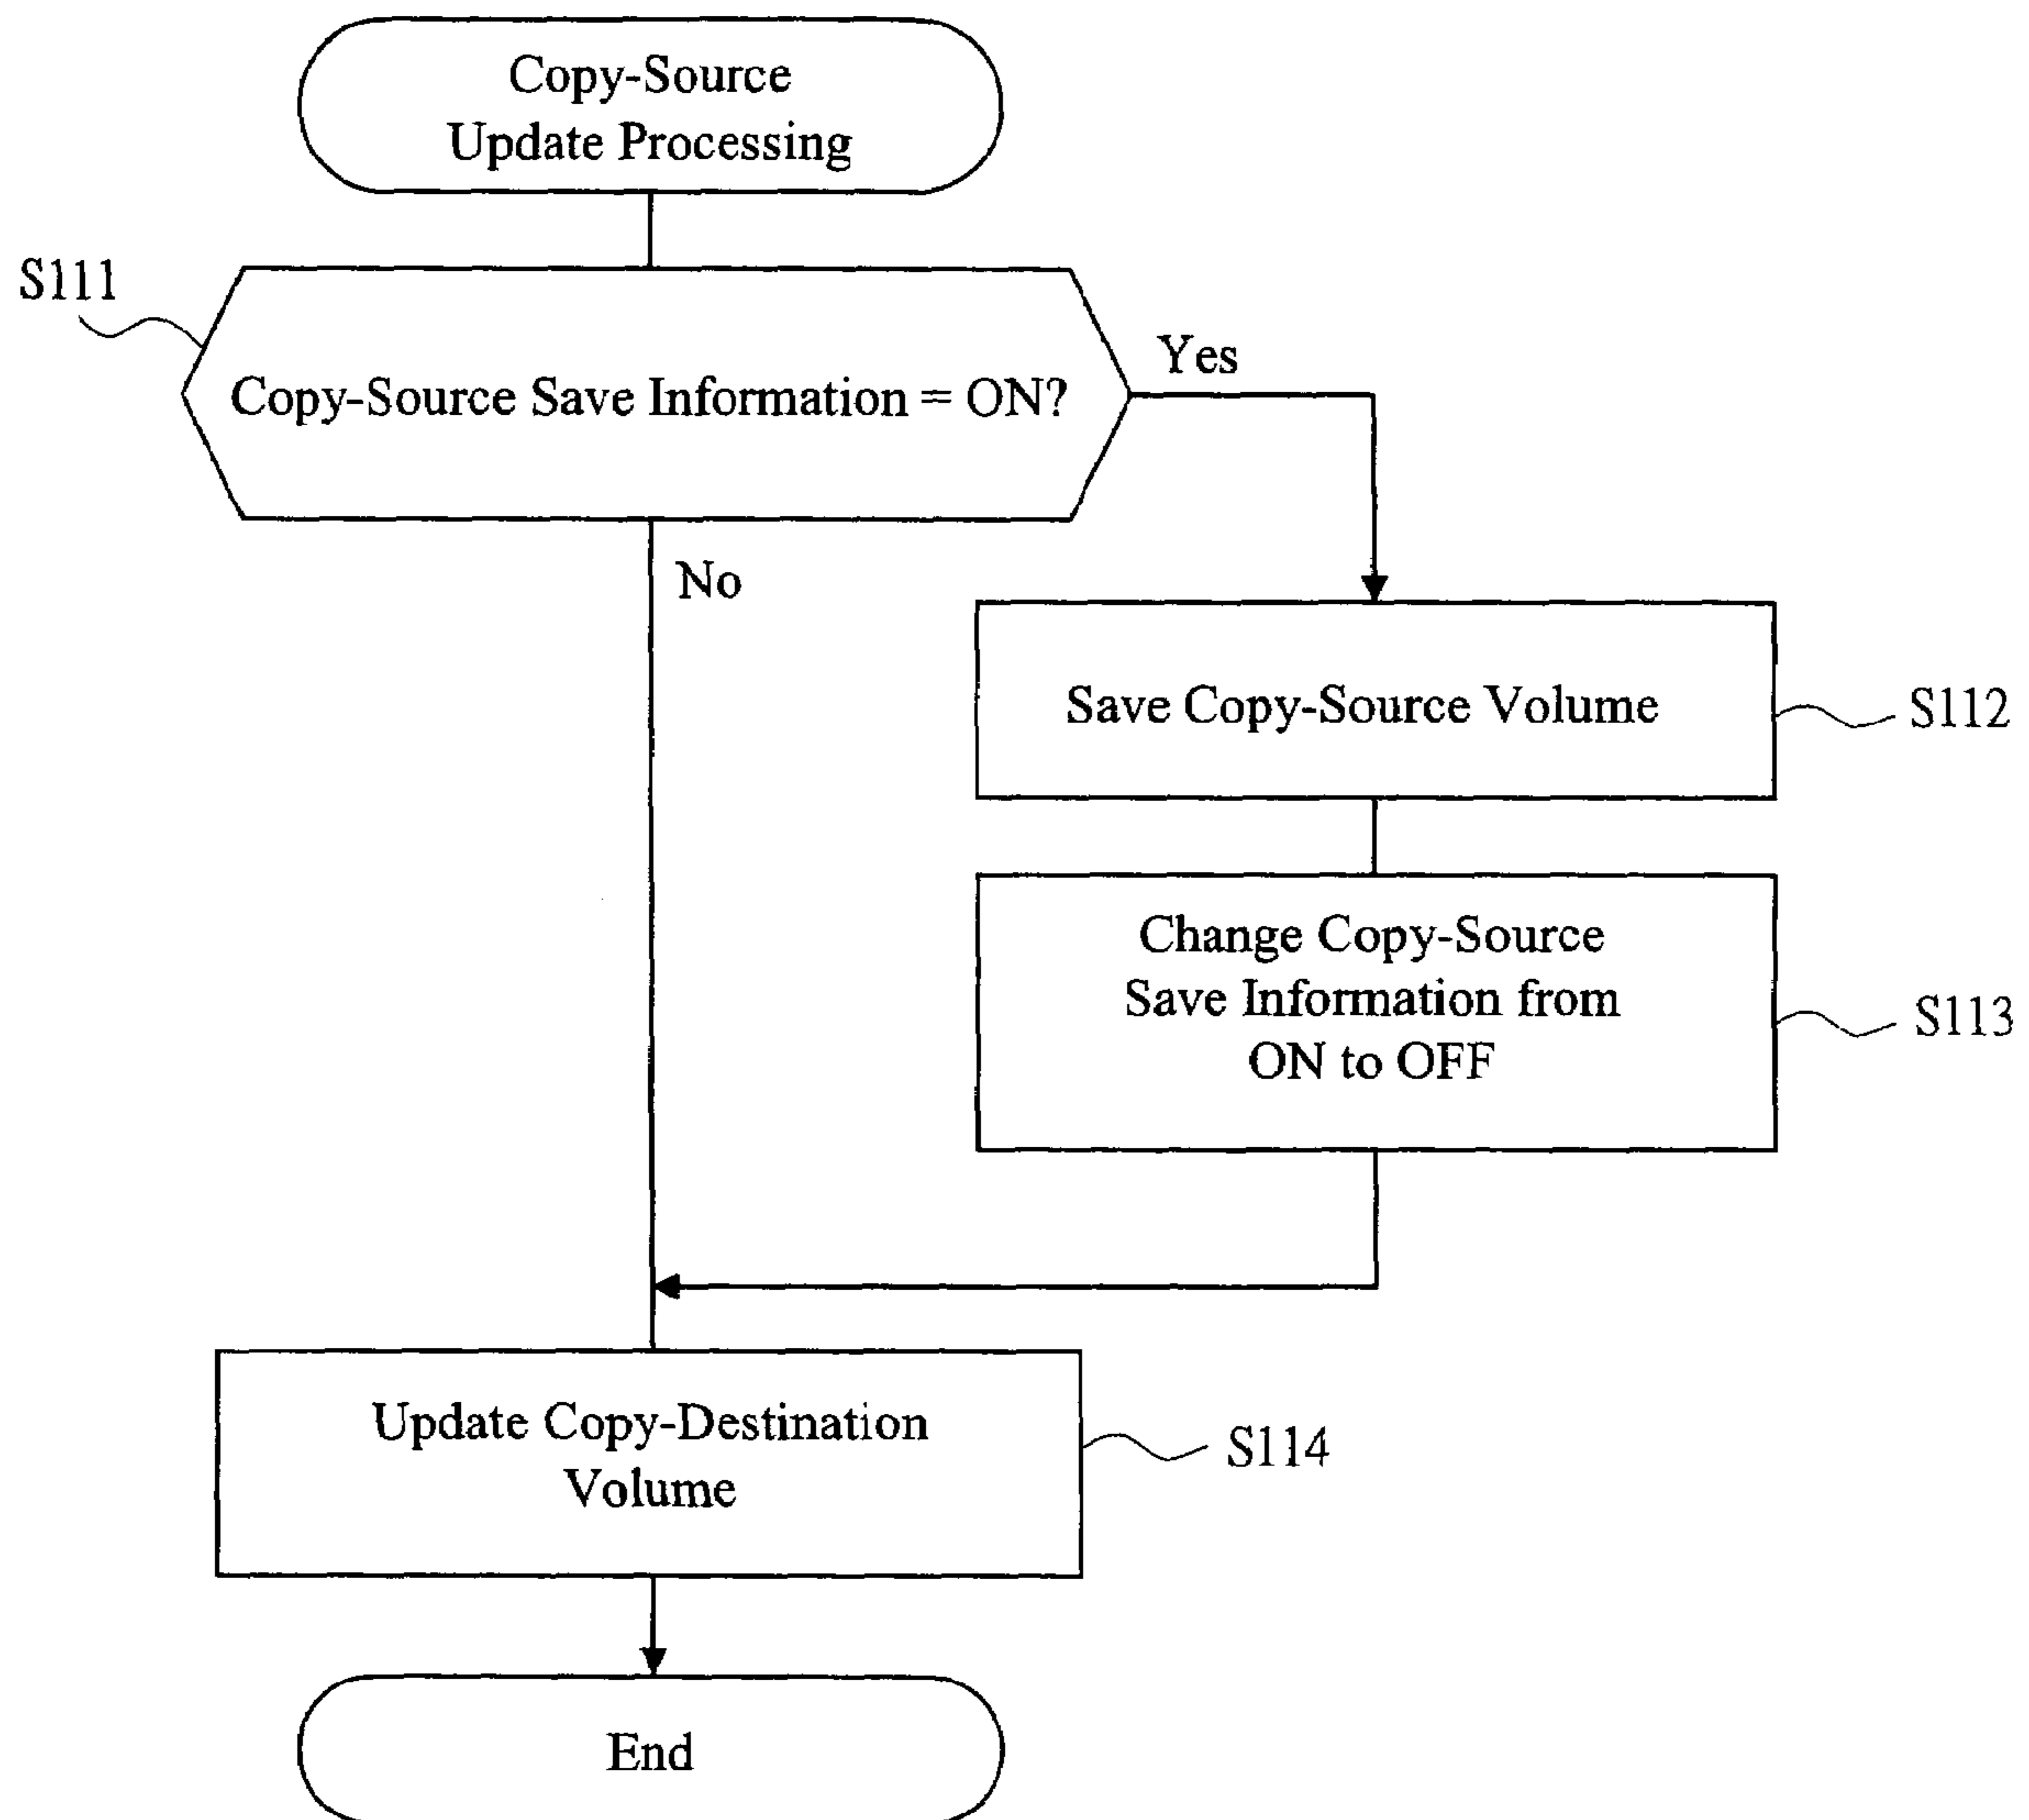 Copy-Source
Update Processing
S111
Copy-Source Save Information = ON?
Yes
No
Save Copy-Source Volume
S112
Change Copy-Source
Save Information from
ON to OFF
S113
Update Copy-Destination
Volume
S114
End